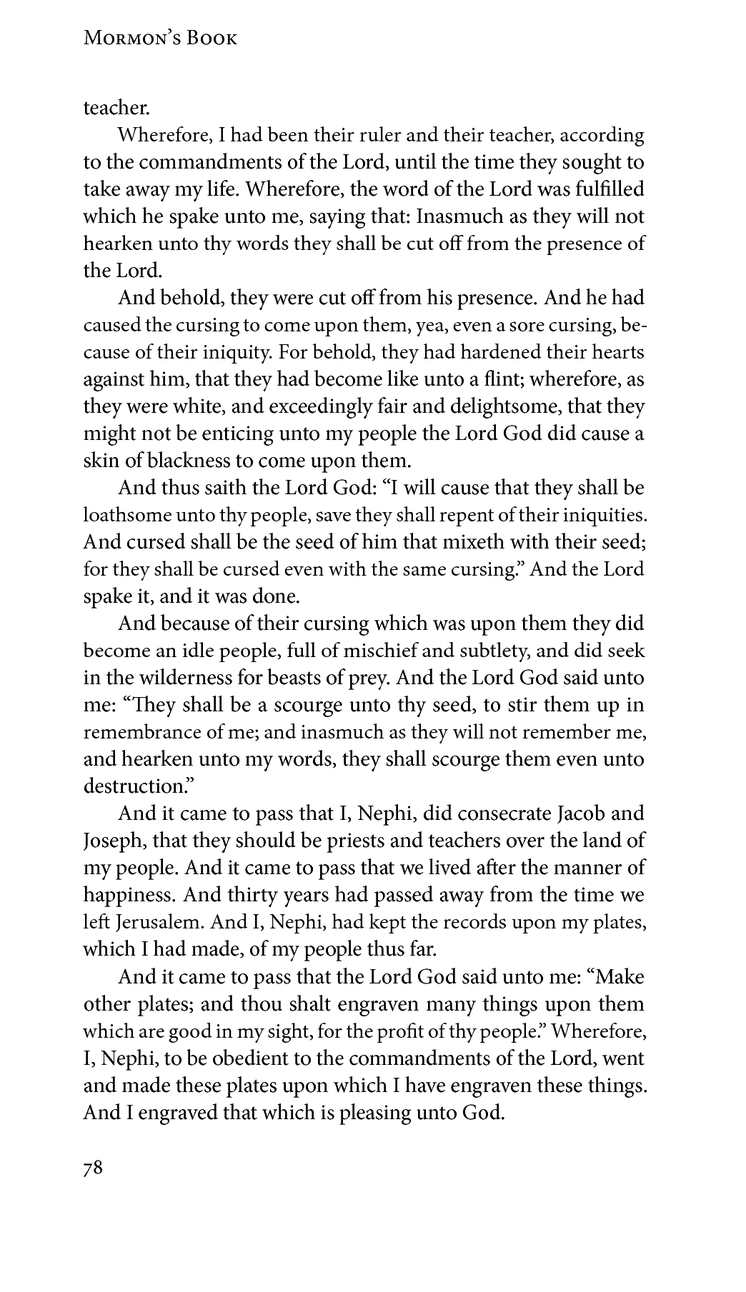 Mormon’s Book
teacher.
Wherefore, I had been their ruler and their teacher, according
to the commandments of the Lord, until the time they sought to
take away my life. Wherefore, the word of the Lord was fulfilled
which he spake unto me, saying that: Inasmuch as they will not
hearken unto thy words they shall be cut off from the presence of
the Lord.
And behold, they were cut off from his presence. And he had
caused the cursing to come upon them, yea, even a sore cursing, be-
cause of their iniquity. For behold, they had hardened their hearts
against him, that they had become like unto a flint; wherefore, as
they were white, and exceedingly fair and delightsome, that they
might not be enticing unto my people the Lord God did cause a
skin of blackness to come upon them.
And thus saith the Lord God: “I will cause that they shall be
loathsome unto thy people, save they shall repent of their iniquities.
And cursed shall be the seed of him that mixeth with their seed;
for they shall be cursed even with the same cursing.” And the Lord
spake it, and it was done.
And because of their cursing which was upon them they did
become an idle people, full of mischief and subtlety, and did seek
in the wilderness for beasts of prey. And the Lord God said unto
me: “They shall be a scourge unto thy seed, to stir them up in
remembrance of me; and inasmuch as they will not remember me,
and hearken unto my words, they shall scourge them even unto
destruction.”
And it came to pass that I, Nephi, did consecrate Jacob and
Joseph, that they should be priests and teachers over the land of
my people. And it came to pass that we lived after the manner of
happiness. And thirty years had passed away from the time we
left Jerusalem. And I, Nephi, had kept the records upon my plates,
which I had made, of my people thus far.
And it came to pass that the Lord God said unto me: “Make
other plates; and thou shalt engraven many things upon them
which are good in my sight, for the profit of thy people.” Wherefore,
I, Nephi, to be obedient to the commandments of the Lord, went
and made these plates upon which I have engraven these things.
And I engraved that which is pleasing unto God.
78